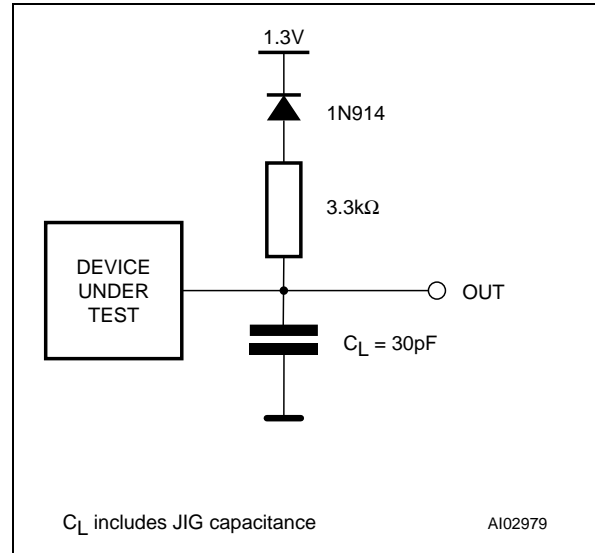 1.3V
1N914
3.3kΩ
DEVICE
UNDER
TEST
OUT
CL = 30pF
CL includes JIG capacitance
AI02979